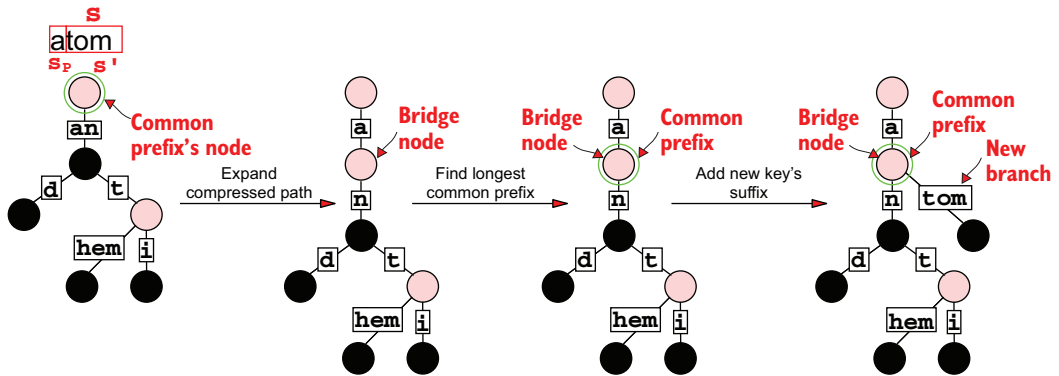 s
atom
sP s'
an
Common
prefix's node
d
t
hem
i
Expand
compressed path
a
Bridge
node
n
d
t
hem
i
Find longest
common prefix
a
Bridge
node
Common
prefix
n
d
t
hem
i
Add new key's
suffix
a
Bridge
node
Common
prefix
New
branch
n
tom
d
t
hem
i